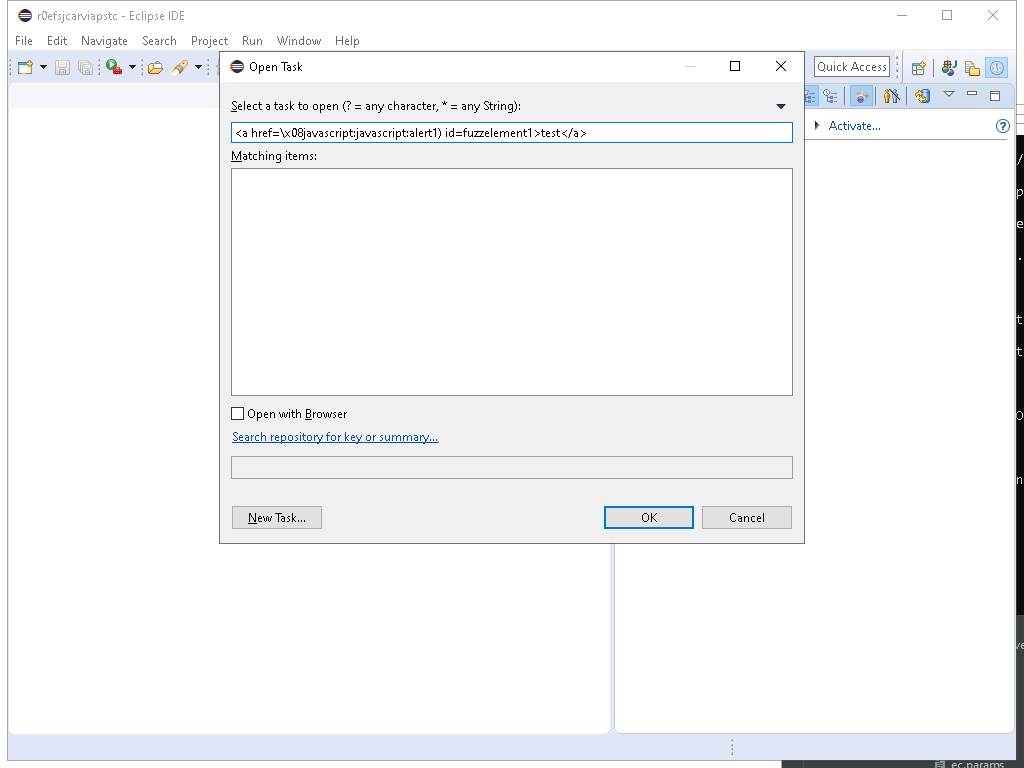 r0efsjcarviapstc - Eclipse IDE
File Edit Navigate Search Project Run Window Help
Open Task
Quick Access
Select a task to open (? = any character, * = any String):
<a href=\x08javascript:javascript:alert1) id=fuzzelement1>test</a>
Activate...
Matching items:
Open with Browser
Search repository for key or summary...
New Task...
OK
Cancel
ec.params